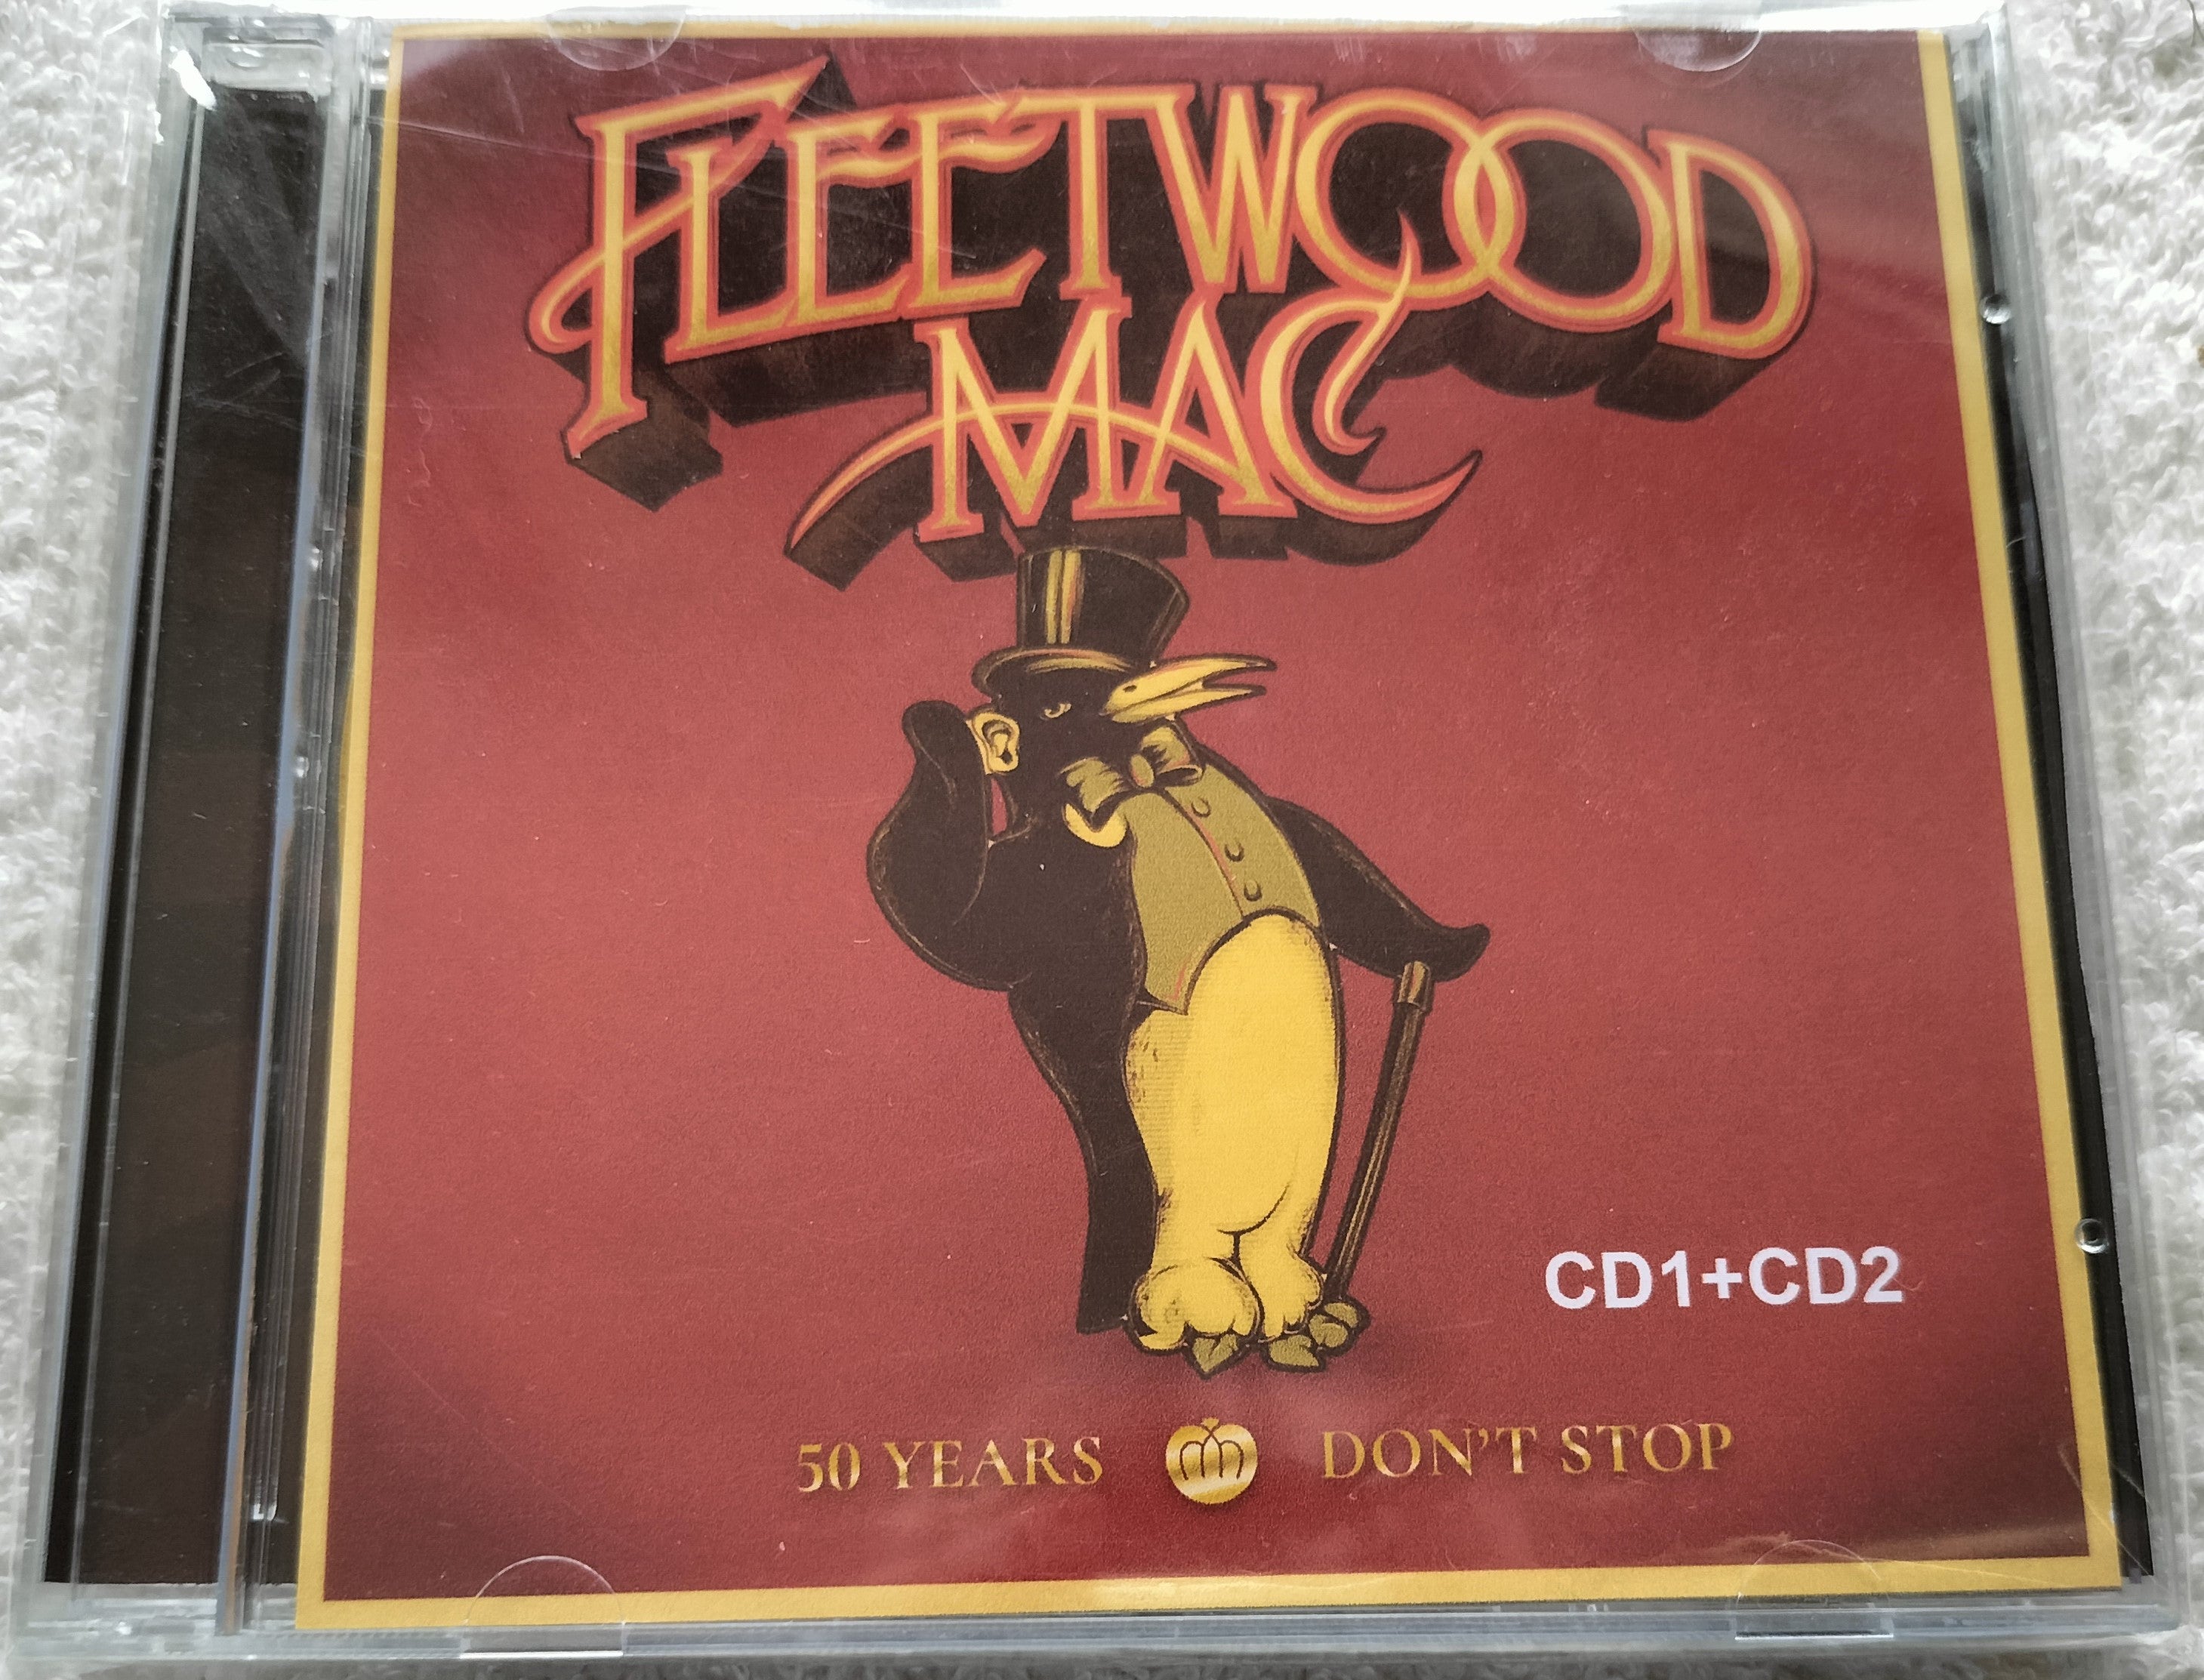 FLEETWOOD
MAC
CD1+CD2
50 YEARS DON'T STOP